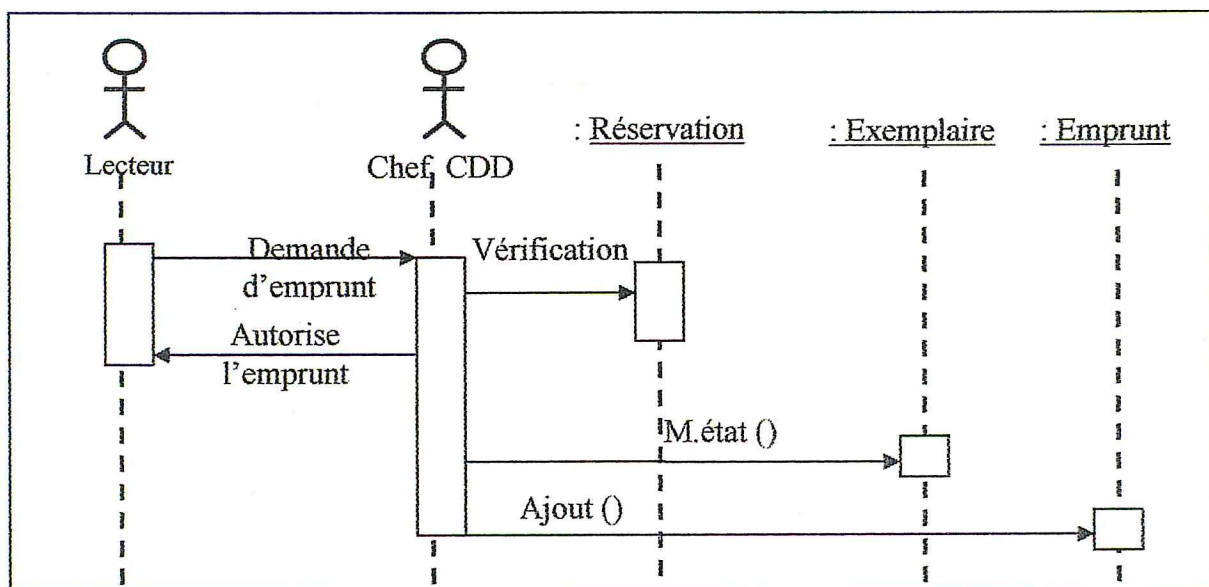 Lecteur
Chef CDD
: Réservation
: Exemplaire
: Emprunt
Demande
d'emprunt
Vérification
Autorise
l'emprunt
M.état ()
Ajout ()